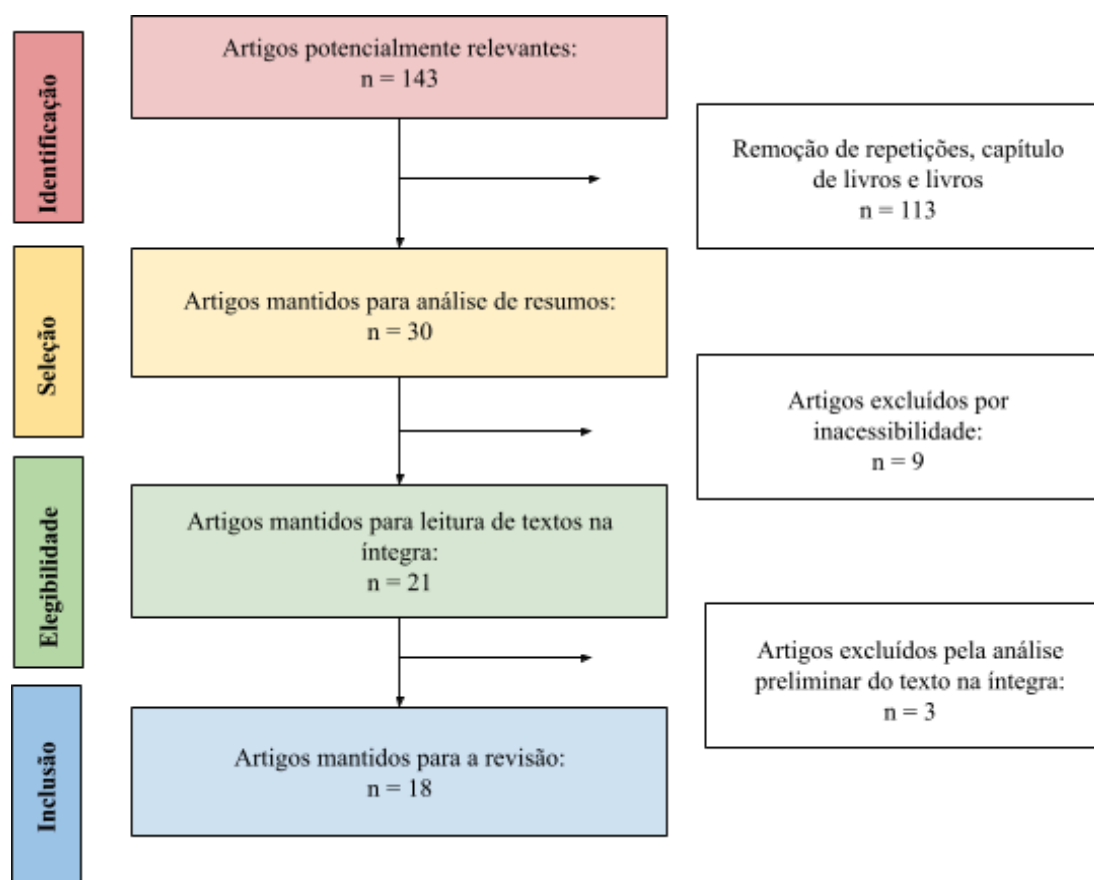 Identificação
Artigos potencialmente relevantes:
n = 143
Remoção de repetições, capítulo
de livros e livros
n = 113
Seleção
Artigos mantidos para análise de resumos:
n = 30
Artigos excluídos por
inacessibilidade:
n = 9
Elegibilidade
Artigos mantidos para leitura de textos na
íntegra:
n = 21
Artigos excluídos pela análise
preliminar do texto na íntegra:
n = 3
Inclusão
Artigos mantidos para a revisão:
n = 18